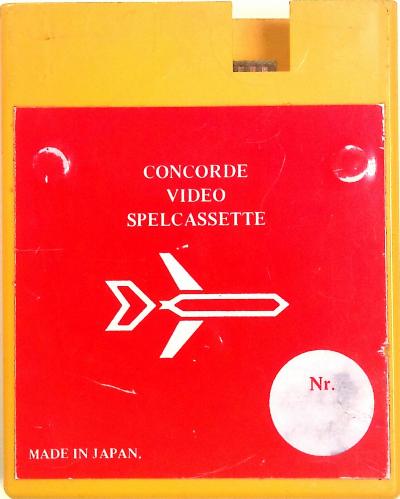 CONCORDE
VIDEO
SPELCASSETTE
Nr.
MADE IN JAPAN.